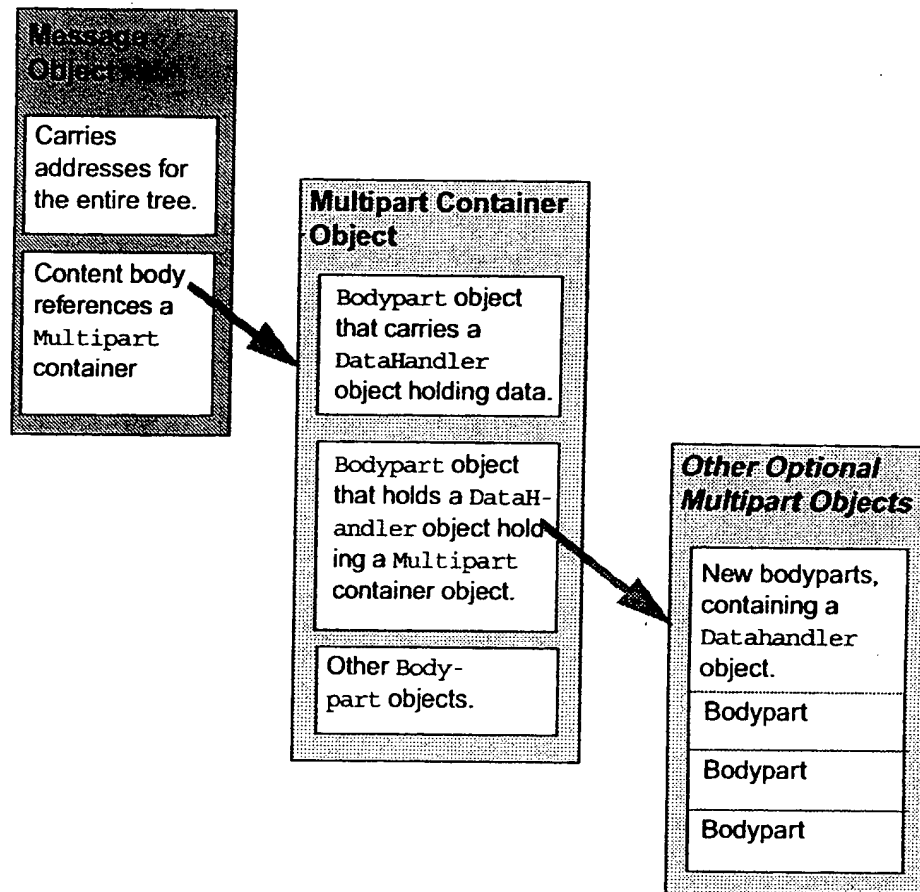 Message
Object
Carries
addresses for
the entire tree.
Content body
references a
Multipart
container
Multipart Container
Object
Bodypart object
that carries a
DataHandler
object holding data.
Bodypart object
that holds a DataH-
andler object hold
ing a Multipart
container object.
Other Body-
part objects.
Other Optional
Multipart Objects
New bodyparts,
containing a
Datahandler
object.
Bodypart
Bodypart
Bodypart